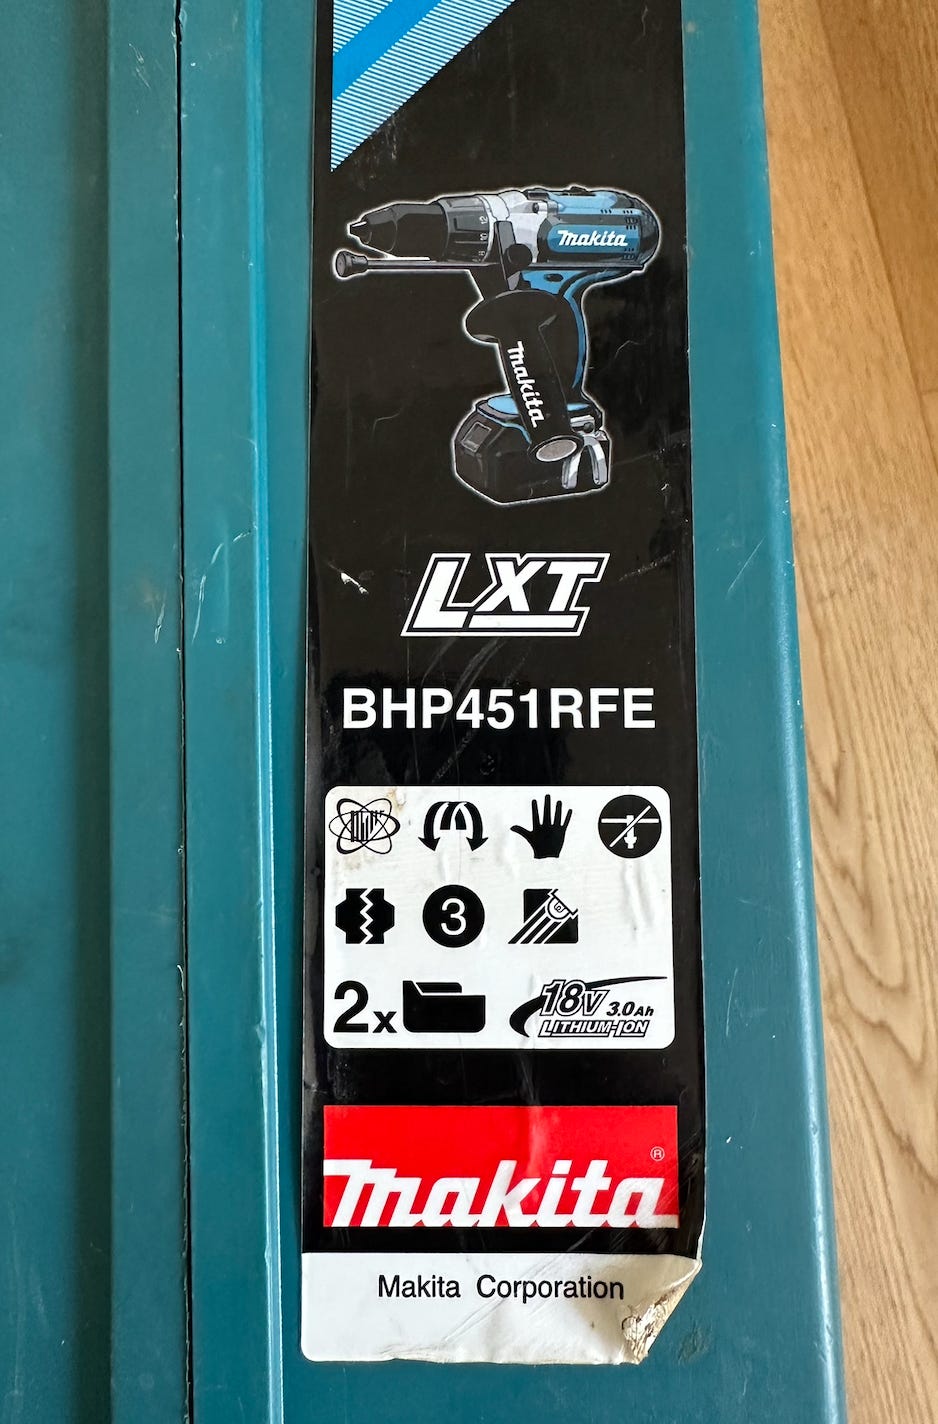 makita
makita
LXT
BHP451RFE
3
2x
18V 3.0Ah
LITHIUM-ION
makita®
Makita Corporation